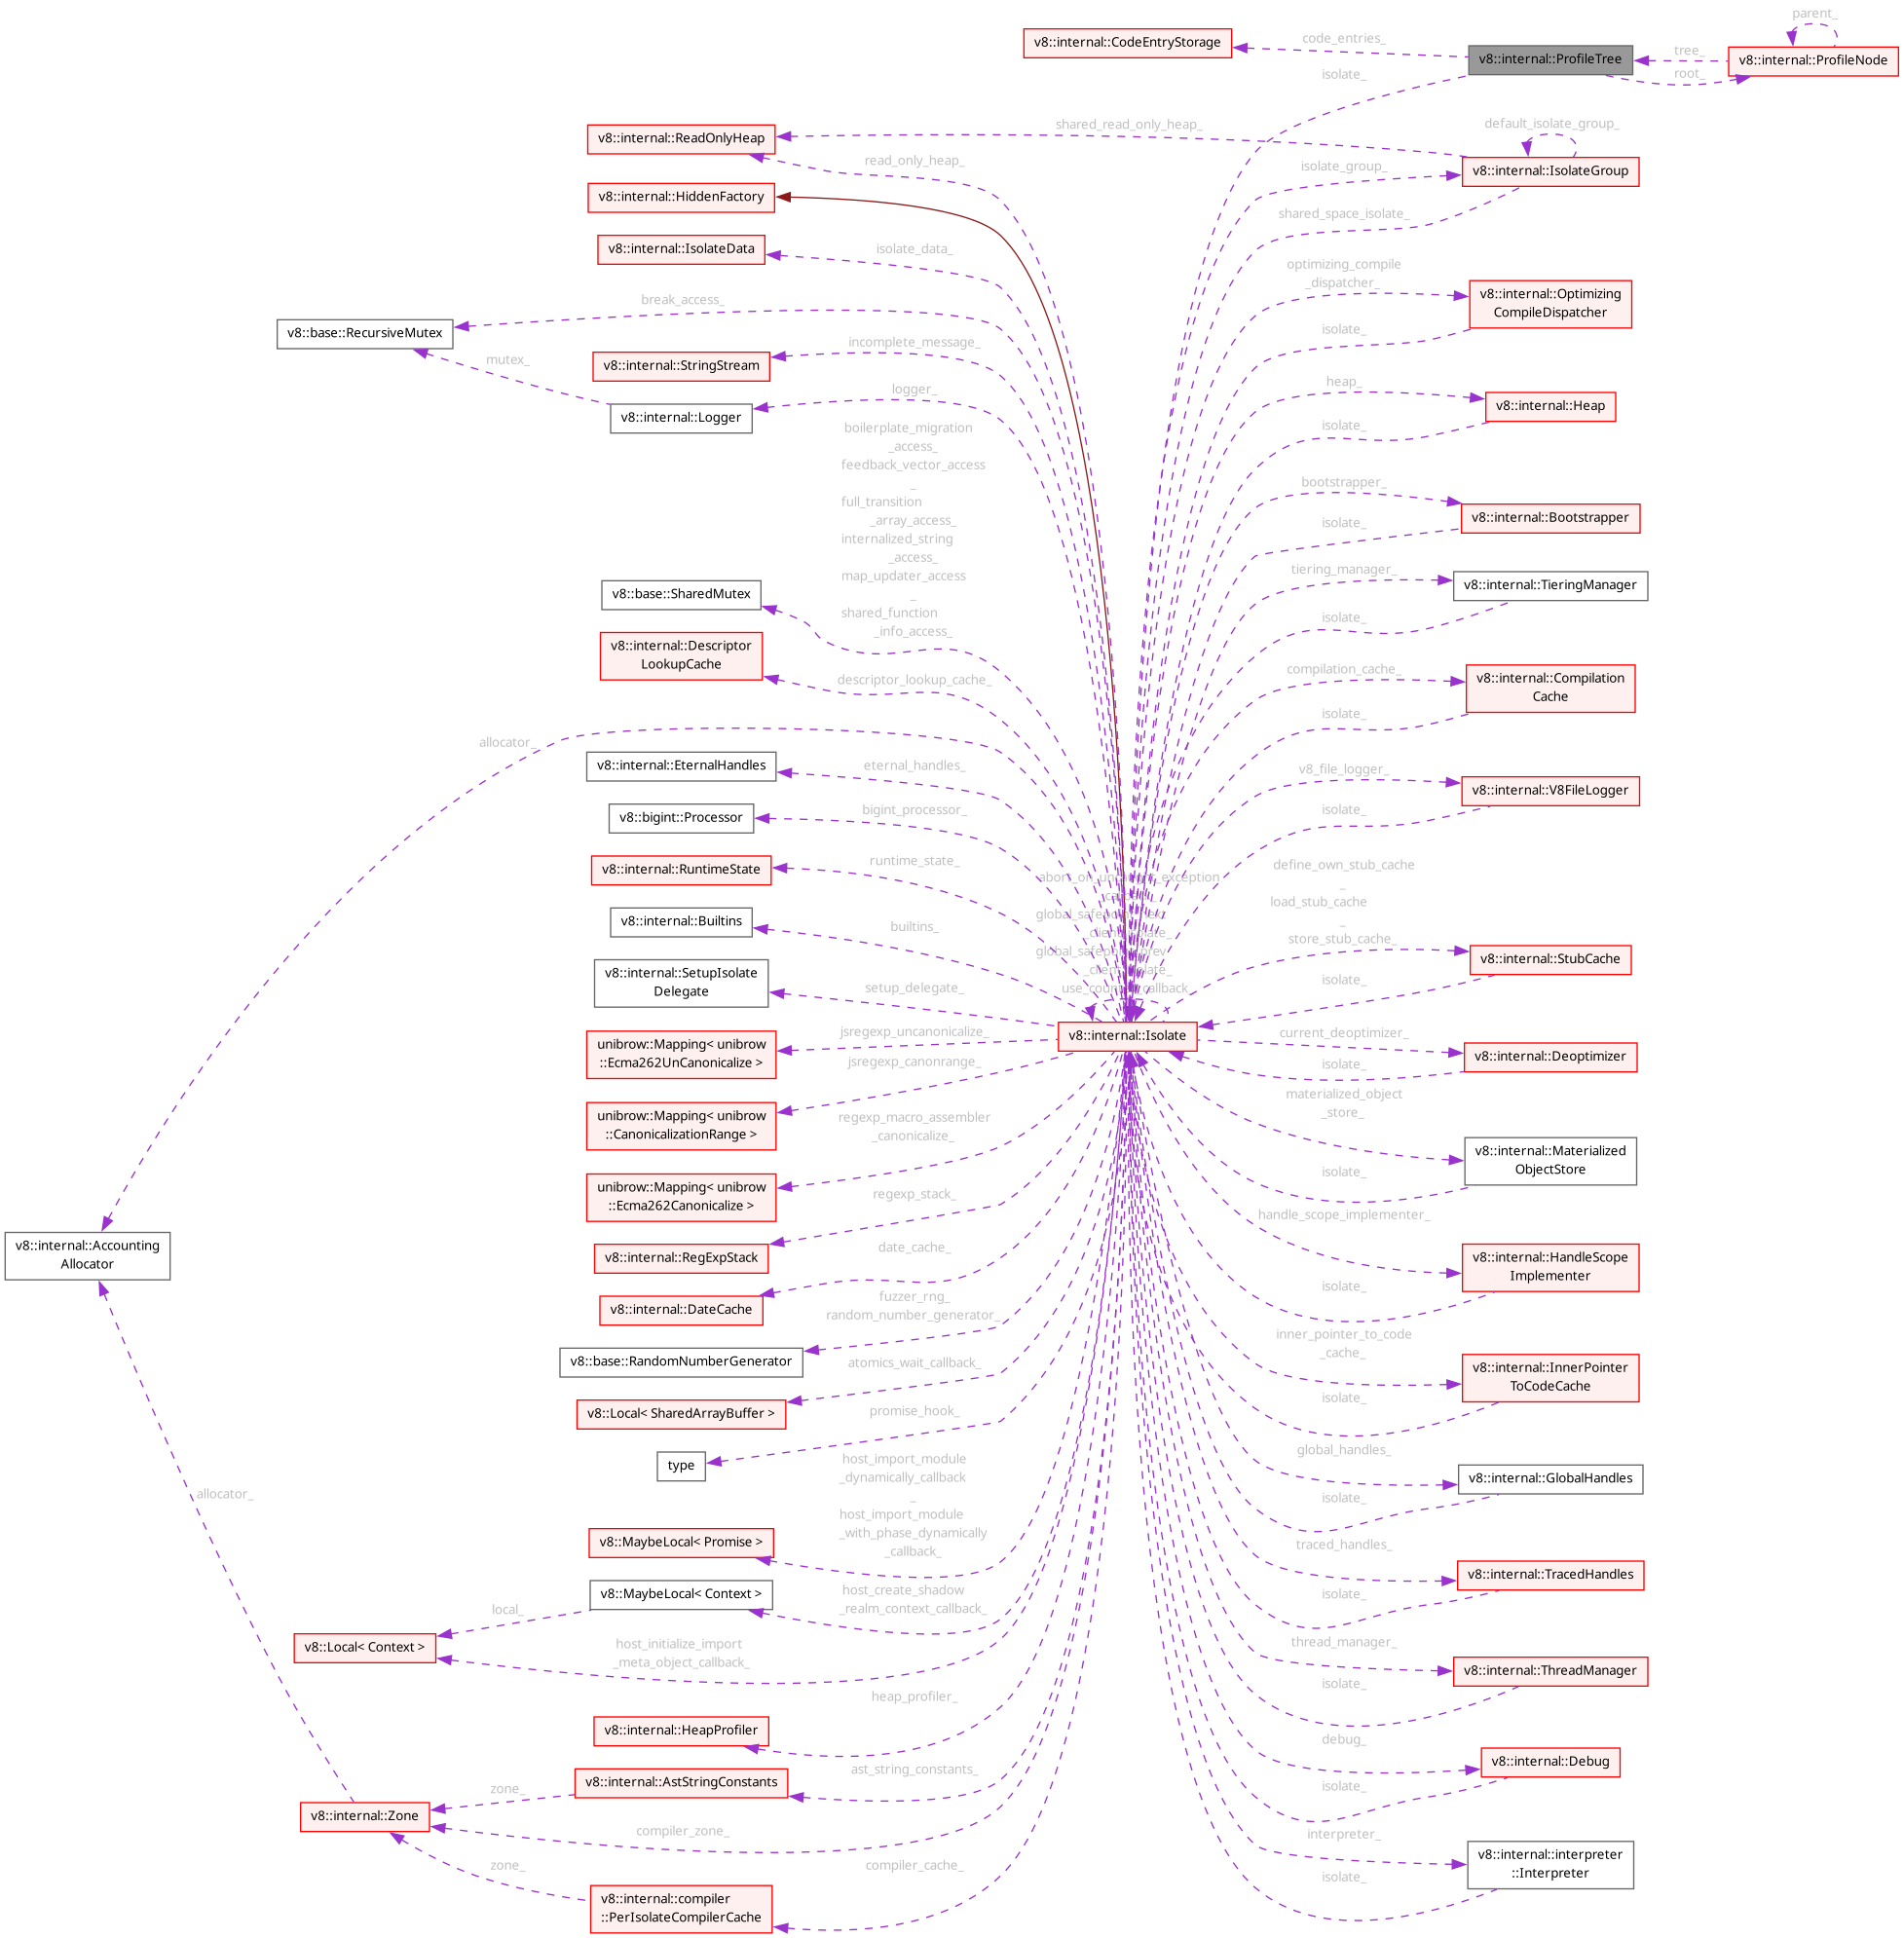 parent_
v8::internal::CodeEntryStorage
code_entries_
v8::internal::ProfileTree
tree_
v8::internal::ProfileNode
root_
isolate_
v8::internal::ReadOnlyHeap
shared_read_only_heap_
default_isolate_group_
read_only_heap_
isolate_group_
v8::internal::IsolateGroup
v8::internal::HiddenFactory
shared_space_isolate_
v8::internal::IsolateData
isolate_data_
optimizing_compile
_dispatcher_
v8::internal::Optimizing
CompileDispatcher
break_access_
v8::base::RecursiveMutex
isolate_
mutex_
v8::internal::StringStream
incomplete_message_
v8::internal::Logger
logger_
heap_
v8::internal::Heap
isolate_
boilerplate_migration
_access_
feedback_vector_access
_
full_transition
_array_access_
internalized_string
_access_
map_updater_access
_
shared_function
_info_access_
bootstrapper_
v8::internal::Bootstrapper
isolate_
tiering_manager_
v8::internal::TieringManager
isolate_
v8::base::SharedMutex
v8::internal::Descriptor
LookupCache
descriptor_lookup_cache_
compilation_cache_
v8::internal::Compilation
Cache
isolate_
allocator_
v8::internal::EternalHandles
eternal_handles_
v8_file_logger_
v8::internal::V8FileLogger
isolate_
v8::bigint::Processor
bigint_processor_
v8::internal::RuntimeState
runtime_state_
define_own_stub_cache
_
load_stub_cache
_
store_stub_cache_
v8::internal::StubCache
isolate_
v8::internal::Builtins
builtins_
v8::internal::SetupIsolate
Delegate
setup_delegate_
v8::internal::Isolate
unibrow::Mapping< unibrow
::Ecma262UnCanonicalize >
jsregexp_uncanonicalize_
current_deoptimizer_
v8::internal::Deoptimizer
isolate_
unibrow::Mapping< unibrow
::CanonicalizationRange >
jsregexp_canonrange_
materialized_object
_store_
v8::internal::Materialized
ObjectStore
isolate_
unibrow::Mapping< unibrow
::Ecma262Canonicalize >
regexp_macro_assembler
_canonicalize_
v8::internal::RegExpStack
regexp_stack_
handle_scope_implementer_
v8::internal::HandleScope
Implementer
isolate_
v8::internal::Accounting
Allocator
v8::internal::DateCache
date_cache_
v8::base::RandomNumberGenerator
fuzzer_rng_
random_number_generator_
inner_pointer_to_code
_cache_
v8::internal::InnerPointer
ToCodeCache
isolate_
v8::Local< SharedArrayBuffer >
atomics_wait_callback_
type
promise_hook_
global_handles_
v8::internal::GlobalHandles
isolate_
allocator_
v8::MaybeLocal< Promise >
host_import_module
_dynamically_callback
_
host_import_module
_with_phase_dynamically
_callback_
traced_handles_
v8::internal::TracedHandles
isolate_
v8::MaybeLocal< Context >
host_create_shadow
_realm_context_callback_
local_
v8::Local< Context >
host_initialize_import
_meta_object_callback_
thread_manager_
v8::internal::ThreadManager
isolate_
v8::internal::HeapProfiler
heap_profiler_
debug_
v8::internal::Debug
isolate_
v8::internal::AstStringConstants
ast_string_constants_
zone_
v8::internal::Zone
compiler_zone_
interpreter_
v8::internal::interpreter
::Interpreter
isolate_
zone_
v8::internal::compiler
::PerIsolateCompilerCache
compiler_cache_